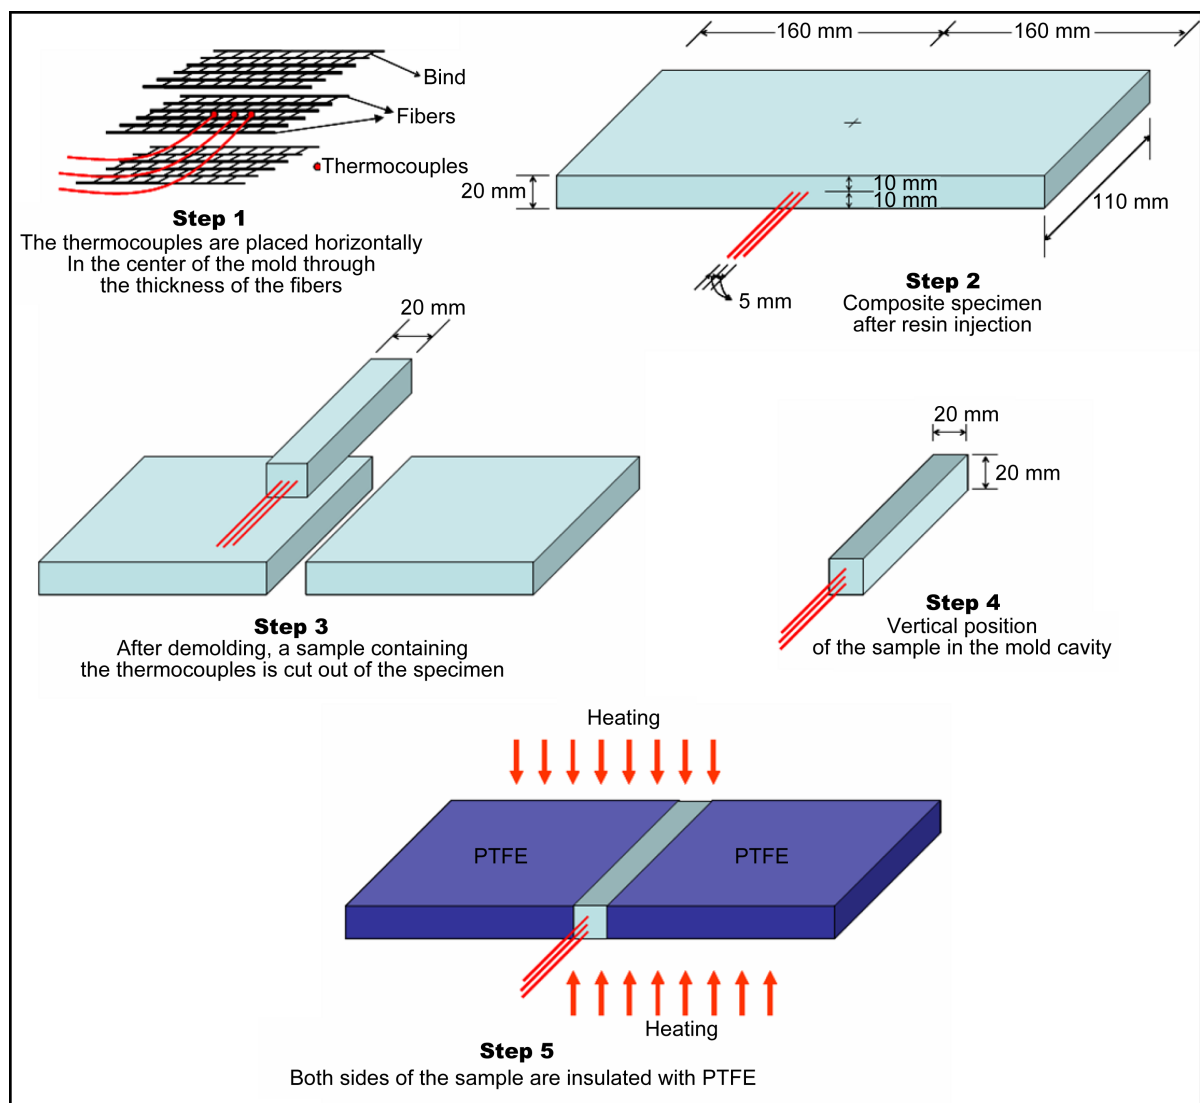 Bind
Fibers
Thermocouples
Step 1
The thermocouples are placed horizontally
In the center of the mold through
the thickness of the fibers
160 mm
160 mm
20 mm
10 mm
10 mm
110 mm
5 mm
Step 2
Composite specimen
after resin injection
20 mm
Step 3
After demolding, a sample containing
the thermocouples is cut out of the specimen
20 mm
20 mm
Step 4
Vertical position
of the sample in the mold cavity
Heating
PTFE
PTFE
Heating
Step 5
Both sides of the sample are insulated with PTFE